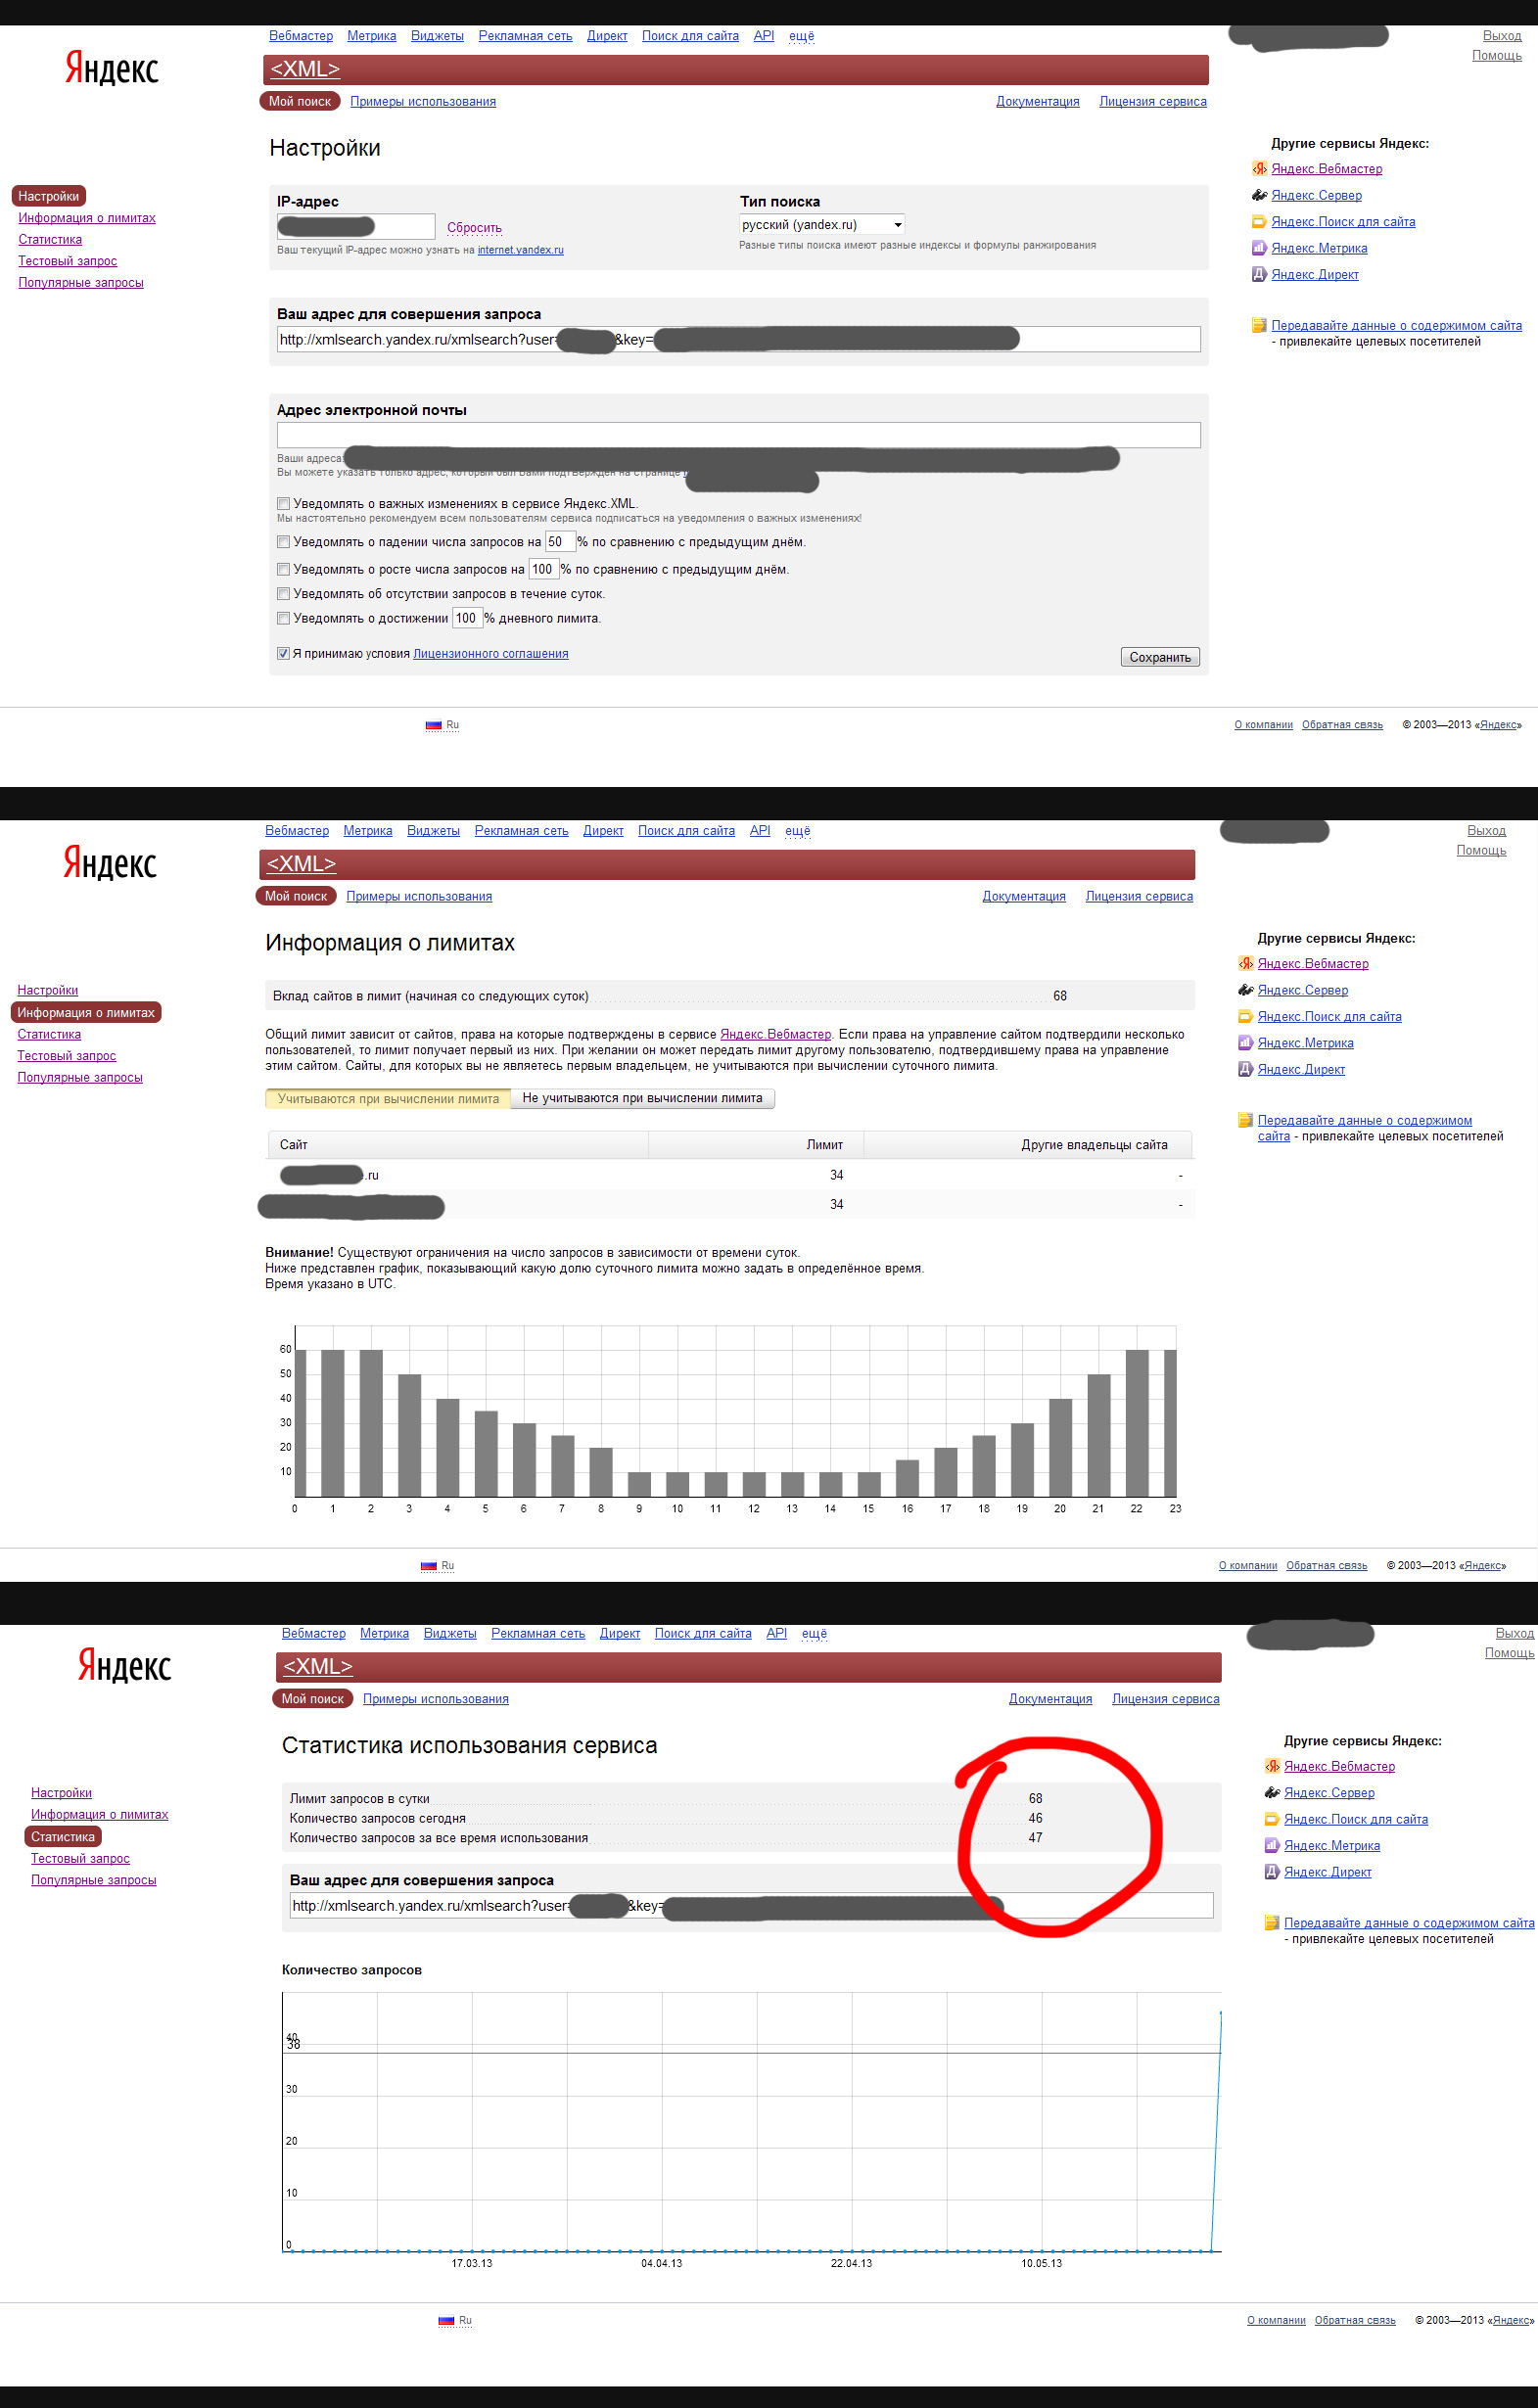 Вебмастер Метрика Виджеты Рекламная сеть Директ Поиск для сайта API ещё
Выход
Помощь
Яндекс
<XML>
Мой поиск Примеры использования Документация Лицензия сервиса
Настройки
Другие сервисы Яндекс:
Яндекс.Вебмастер
Яндекс.Сервер
Яндекс.Поиск для сайта
Яндекс.Метрика
Яндекс.Директ
Передавайте данные о содержимом сайта
- привлекайте целевых посетителей
Настройки
Информация о лимитах
Статистика
Тестовый запрос
Популярные запросы
IP-адрес Тип поиска
Сбросить русский (yandex.ru)
Ваш текущий IP-адрес можно узнать на internet.yandex.ru Разные типы поиска имеют разные индексы и формулы ранжирования
Ваш адрес для совершения запроса
http://xmlsearch.yandex.ru/xmlsearch?user= &key=
Адрес электронной почты
Ваши адреса:
Вы можете указать только адрес, который был Вами подтвержден на странице
Уведомлять о важных изменениях в сервисе Яндекс.XML.
Мы настоятельно рекомендуем всем пользователям сервиса подписаться на уведомления о важных изменениях!
Уведомлять о падении числа запросов на 50 % по сравнению с предыдущим днём.
Уведомлять о росте числа запросов на 100 % по сравнению с предыдущим днём.
Уведомлять об отсутствии запросов в течение суток.
Уведомлять о достижении 100 % дневного лимита.
Я принимаю условия Лицензионного соглашения Сохранить
Ru О компании Обратная связь © 2003—2013 «Яндекс»
Вебмастер Метрика Виджеты Рекламная сеть Директ Поиск для сайта API ещё
Выход
Помощь
Яндекс
<XML>
Мой поиск Примеры использования Документация Лицензия сервиса
Информация о лимитах
Другие сервисы Яндекс:
Яндекс.Вебмастер
Яндекс.Сервер
Яндекс.Поиск для сайта
Яндекс.Метрика
Яндекс.Директ
Передавайте данные о содержимом
сайта - привлекайте целевых посетителей
Настройки
Информация о лимитах
Статистика
Тестовый запрос
Популярные запросы
Вклад сайтов в лимит (начиная со следующих суток) 68
Общий лимит зависит от сайтов, права на которые подтверждены в сервисе Яндекс.Вебмастер. Если права на управление сайтом подтвердили несколько
пользователей, то лимит получает первый из них. При желании он может передать лимит другому пользователю, подтвердившему права на управление
этим сайтом. Сайты, для которых вы не являетесь первым владельцем, не учитываются при вычислении суточного лимита.
Учитываются при вычислении лимита Не учитываются при вычислении лимита
Сайт Лимит Другие владельцы сайта
.ru 34 -
34 -
Внимание! Существуют ограничения на число запросов в зависимости от времени суток.
Ниже представлен график, показывающий какую долю суточного лимита можно задать в определённое время.
Время указано в UTC.
60
50
40
30
20
10
0 1 2 3 4 5 6 7 8 9 10 11 12 13 14 15 16 17 18 19 20 21 22 23
Ru О компании Обратная связь © 2003—2013 «Яндекс»
Вебмастер Метрика Виджеты Рекламная сеть Директ Поиск для сайта API ещё
Выход
Помощь
Яндекс
<XML>
Мой поиск Примеры использования Документация Лицензия сервиса
Статистика использования сервиса
Другие сервисы Яндекс:
Яндекс.Вебмастер
Яндекс.Сервер
Яндекс.Поиск для сайта
Яндекс.Метрика
Яндекс.Директ
Передавайте данные о содержимом сайта
- привлекайте целевых посетителей
Настройки
Информация о лимитах
Статистика
Тестовый запрос
Популярные запросы
Лимит запросов в сутки 68
Количество запросов сегодня 46
Количество запросов за все время использования 47
Ваш адрес для совершения запроса
http://xmlsearch.yandex.ru/xmlsearch?user= &key=
Количество запросов
40
38
30
20
10
0
17.03.13 04.04.13 22.04.13 10.05.13
Ru О компании Обратная связь © 2003—2013 «Яндекс»